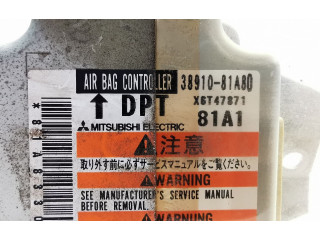 AIR BAG CONTROLLER 38910-81A80
↑ DPT X6T47871
MITSUBISHI ELECTRIC 81A1
⚠注意
取り外す前に必ずサービスマニュアルをご覧ください。
⚠WARNING
SEE MANUFACTURER'S SERVICE MANUAL
BEFORE REMOVAL.
⚠WARNUNG
*81A8330